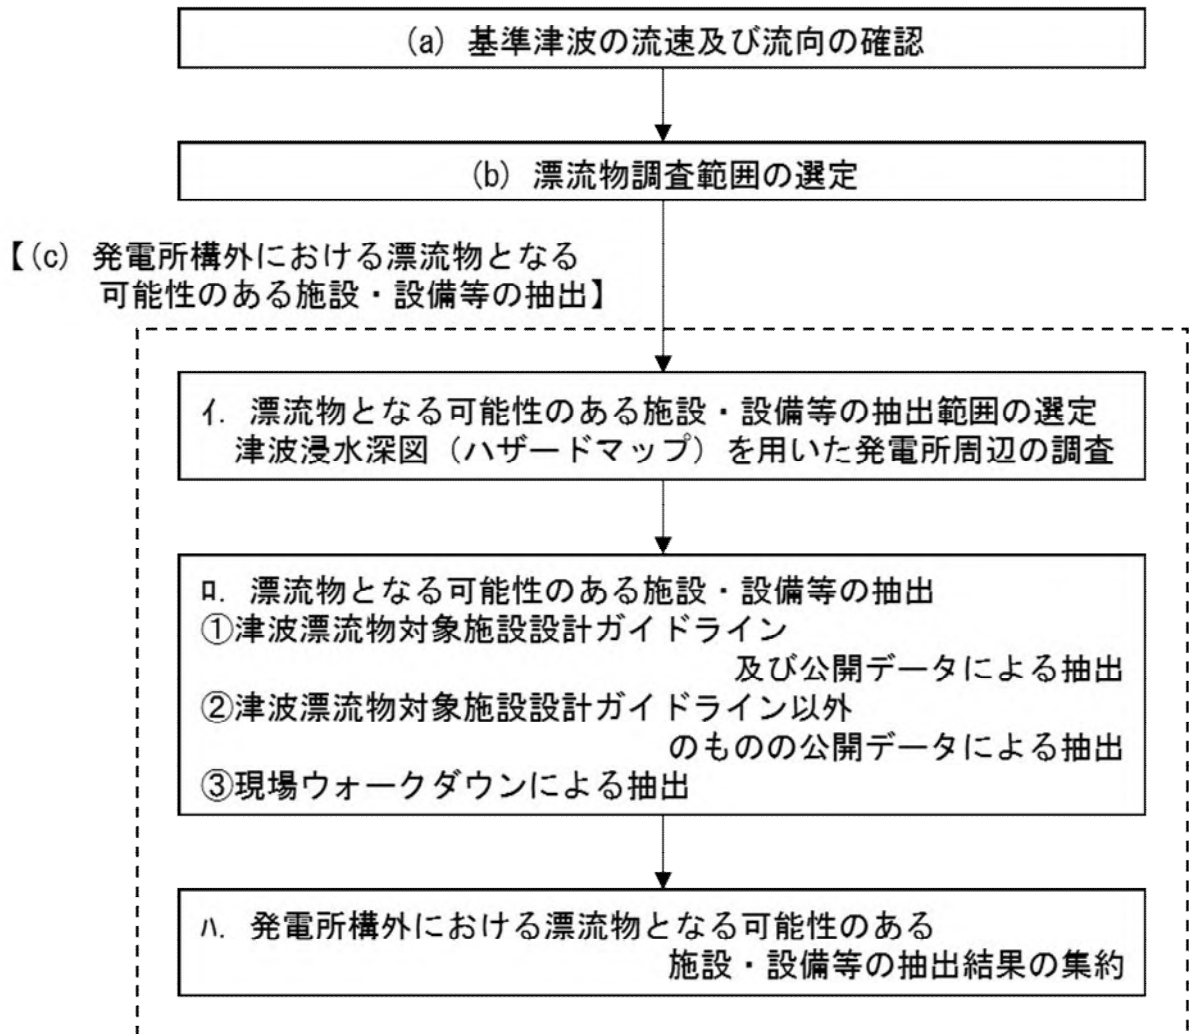 (a) 基準津波の流速及び流向の確認
(b) 漂流物調査範囲の選定
【(c) 発電所構外における漂流物となる
可能性のある施設・設備等の抽出】
ｲ. 漂流物となる可能性のある施設・設備等の抽出範囲の選定
津波浸水深図（ハザードマップ）を用いた発電所周辺の調査
ﾛ. 漂流物となる可能性のある施設・設備等の抽出
①津波漂流物対象施設設計ガイドライン
及び公開データによる抽出
②津波漂流物対象施設設計ガイドライン以外
のものの公開データによる抽出
③現場ウォークダウンによる抽出
ﾊ. 発電所構外における漂流物となる可能性のある
施設・設備等の抽出結果の集約